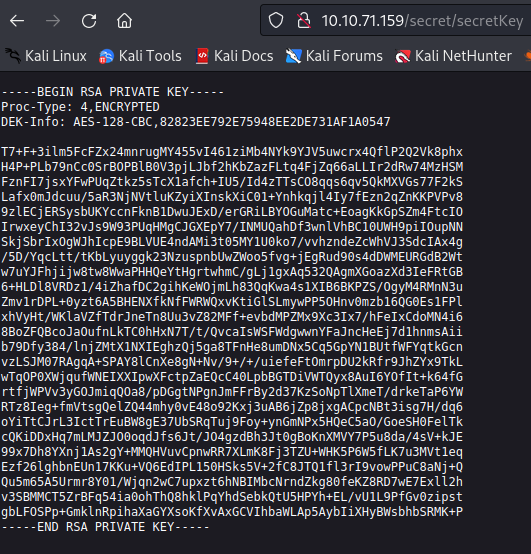 10.10.71.159/secret/secretKey
Kali Linux
Kali Tools
Kali Docs
Kali Forums
Kali NetHunter
-----BEGIN RSA PRIVATE KEY-----
Proc-Type: 4,ENCRYPTED
DEK-Info: AES-128-CBC,82823EE792E75948EE2DE731AF1A0547
T7+F+3ilm5FcFZx24mnrugMY455vI461ziMb4NYk9YJV5uwcrx4QflP2Q2Vk8phx
H4P+PLb79nCc0SrBOPBlB0V3pjLJbf2hKbZazFLtq4FjZq66aLLIr2dRw74MzHSM
FznFI7jsxYFwPUqZtkz5sTcX1afch+IU5/Id4zTTsCO8qqs6qv5QkMXVGs77F2kS
Lafx0mJdcuu/5aR3NjNVtluKZyiXInskXiC01+Ynhkqjl4Iy7fEzn2qZnKKPVPv8
9zlECjERSysbUKYccnFknB1DwuJExD/erGRiLBYOGuMatc+EoagKkGpSZm4FtcIO
IrwxeyChI32vJs9W93PUqHMgCJGXEpY7/INMUQahDf3wnlVhBC10UWH9piIOupNN
SkjSbrIxOgWJhIcpE9BLVUE4ndAMi3t05MY1U0ko7/vvhzndeZcWhVJ3SdcIAx4g
/5D/YqcLtt/tKbLyuyggk23NzuspnbUwZWoo5fvg+jEgRud90s4dDWMEURGdB2Wt
w7uYJFhjijw8tw8WwaPHHQeYtHgrtwhmC/gLj1gxAq532QAgmXGoazXd3IeFRtGB
6+HLDl8VRDz1/4iZhafDC2gihKeWOjmLh83QqKwa4s1XIB6BKPZS/OgyM4RMnN3u
Zmv1rDPL+0yzt6A5BHENXfkNfFWRWQxvKtiGlSLmywPP5OHnv0mzb16QG0Es1FPl
xhVyHt/WKlaVZfTdrJneTn8Uu3vZ82MFf+evbdMPZMx9Xc3Ix7/hFeIxCdoMN4i6
8BoZFQBcoJaOufnLkTC0hHxN7T/t/QvcaIsWSFWdgwwnYFaJncHeEj7d1hnmsAii
b79Dfy384/lnjZMtX1NXIEghzQj5ga8TFnHe8umDNx5Cq5GpYN1BUtfWFYqtkGcn
vzLSJM07RAgqA+SPAY8lCnXe8gN+Nv/9+/+/uiefeFtOmrpDU2kRfr9JhZYx9TkL
wTqOP0XWjqufWNEIXXIpwXFctpZaEQcC40LpbBGTDiVWTQyx8AuI6YOfIt+k64fG
rtfjWPVv3yGOJmiqQOa8/pDGgtNPgnJmFFrBy2d37KzSoNpTlXmeT/drkeTaP6YW
RTz8Ieg+fmVtsgQelZQ44mhy0vE48o92Kxj3uAB6jZp8jxgACpcNBt3isg7H/dq6
oYiTtCJrL3IctTrEuBW8gE37UbSRqTuj9Foy+ynGmNPx5HQeC5aO/GoeSH0FelTk
cQKiDDxHq7mLMJZJO0oqdJfs6Jt/JO4gzdBh3Jt0gBoKnXMVY7P5u8da/4sV+kJE
99x7Dh8YXnj1As2gY+MMQHVuvCpnwRR7XLmK8Fj3TZU+WHK5P6W5fLK7u3MVt1eq
Ezf26lghbnEUn17KKu+VQ6EdIPL150HSks5V+2fC8JTQ1fl3rI9vowPPuC8aNj+Q
Qu5m65A5Urmr8Y01/Wjqn2wC7upxzt6hNBIMbcNrndZkg80feKZ8RD7wE7Exll2h
v3SBMMCT5ZrBFq54ia0ohThQ8hklPqYhdSebkQtU5HPYh+EL/vU1L9PfGv0zipst
gbLFOSPp+GmklnRpihaXaGYXsoKfXvAxGCVIhbaWLAp5AybIiXHyBWsbhbSRMK+P
-----END RSA PRIVATE KEY-----